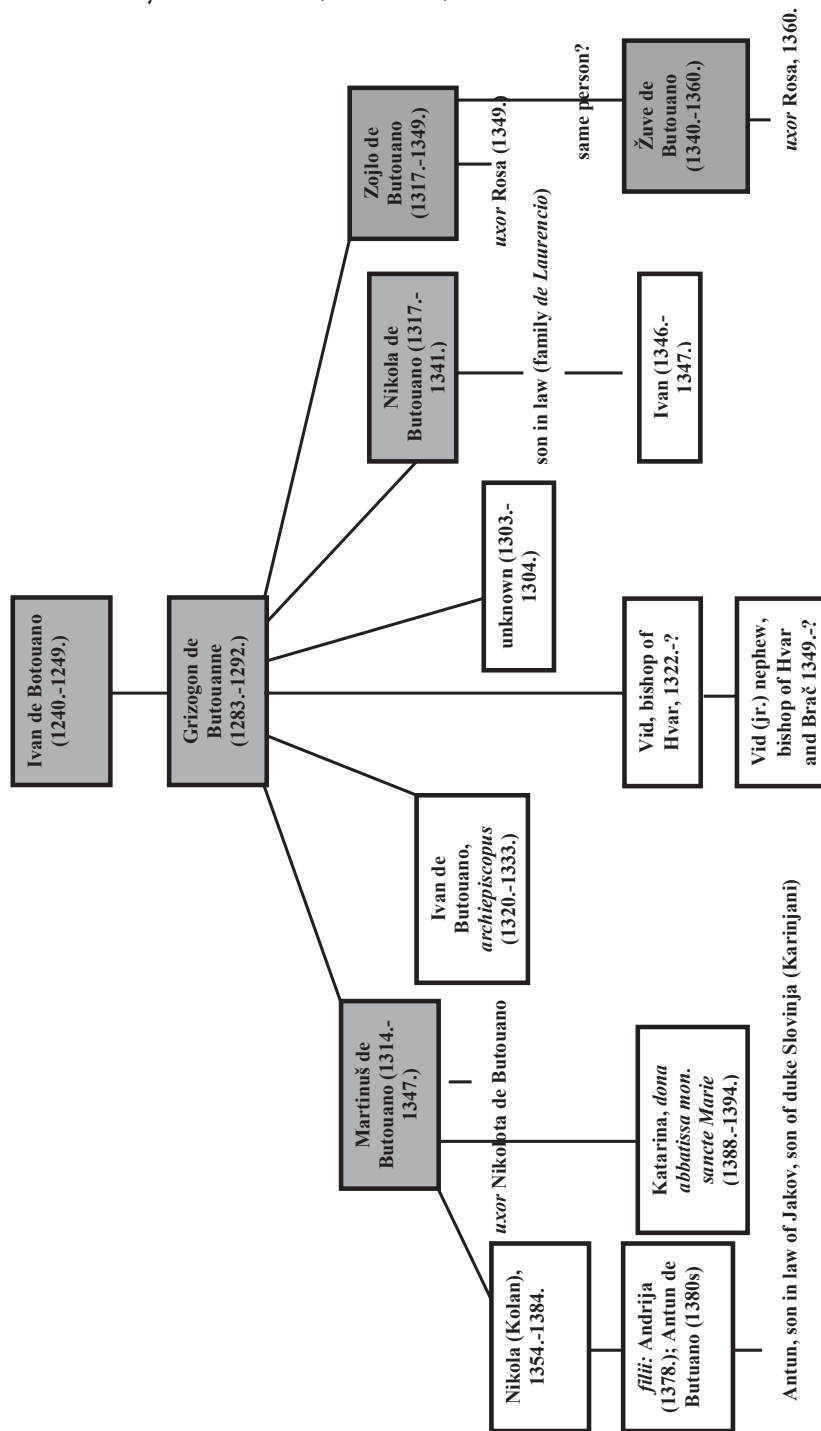 Ivan de Botouano
(1240.-1249.)
Grizogon de
Butouanne
(1283.-1292.)
Martinuš de
Butouano (1314.-
1347.)
uxor Nikolota de Butouano
Nikola (Kolan),
1354.-1384.
filii: Andrija
(1378.); Antun de
Butuano (1380s)
Antun, son in law of Jakov, son of duke Slovinja (Karinjani)
Katarina, dona
abbatissa mon.
sancte Marie
(1388.-1394.)
Ivan de
Butouano,
archiepiscopus
(1320.-1333.)
Vid, bishop of
Hvar, 1322.-?
Vid (jr.) nephew,
bishop of Hvar
and Brač 1349.-?
unknown (1303.-
1304.)
Nikola de
Butouano (1317.-
1341.)
son in law (family de Laurencio)
Ivan (1346.-
1347.)
Zojlo de
Butouano
(1317.-1349.)
uxor Rosa (1349.)
same person?
Žuve de
Butouano
(1340.-1360.)
uxor Rosa, 1360.